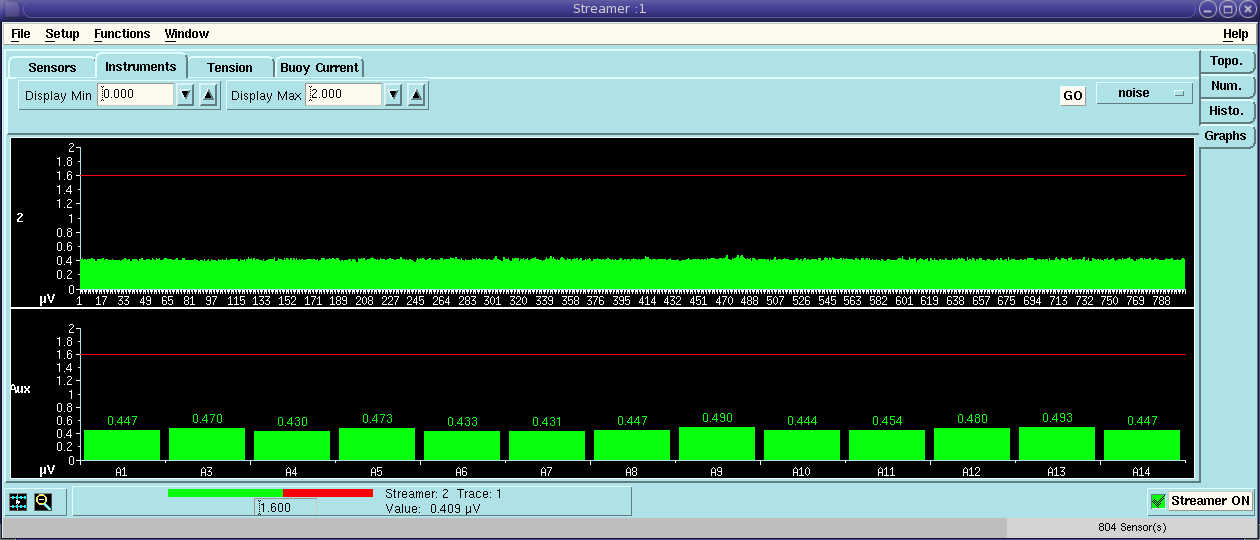 Streamer :1
File Setup Functions Window Help
Sensors Instruments Tension Buoy Current
Topo.
Display Min 0.000 Display Max 2.000 GO noise
Num.
Histo.
Graphs
2
1.8
1.6
1.4
1.2
1
0.8
0.6
0.4
0.2
0
2
µV
1 17 33 49 65 81 97 115 133 152 171 189 208 227 245 264 283 301 320 339 358 376 395 414 432 451 470 488 507 526 545 563 582 601 619 638 657 675 694 713 732 750 769 788
2
1.8
1.6
1.4
1.2
1
0.8
0.6
0.4
0.2
0
Aux
0.447 0.470 0.430 0.473 0.433 0.431 0.447 0.490 0.444 0.454 0.480 0.493 0.447
µV
A1 A3 A4 A5 A6 A7 A8 A9 A10 A11 A12 A13 A14
1.600
Streamer: 2 Trace: 1
Value: 0.409 µV
Streamer ON
804 Sensor(s)